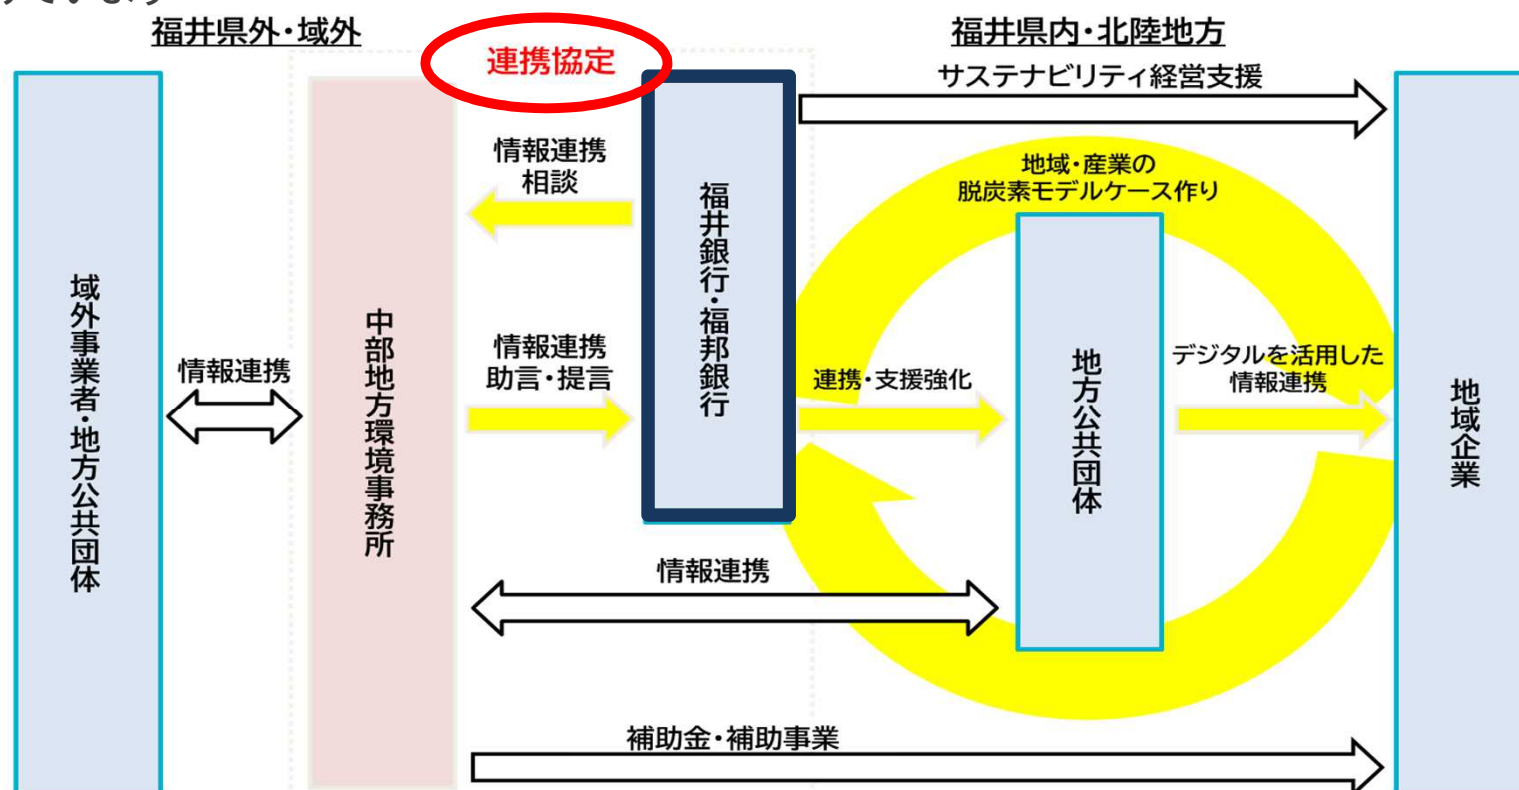 ています
福井県外・域外
福井県内・北陸地方
連携協定
サステナビリティ経営支援
情報連携
相談
地域・産業の
脱炭素モデルケース作り
域外事業者・地方公共団体
情報連携
中部地方環境事務所
情報連携
助言・提言
福井銀行・福邦銀行
連携・支援強化
地方公共団体
デジタルを活用した
情報連携
地域企業
情報連携
補助金・補助事業